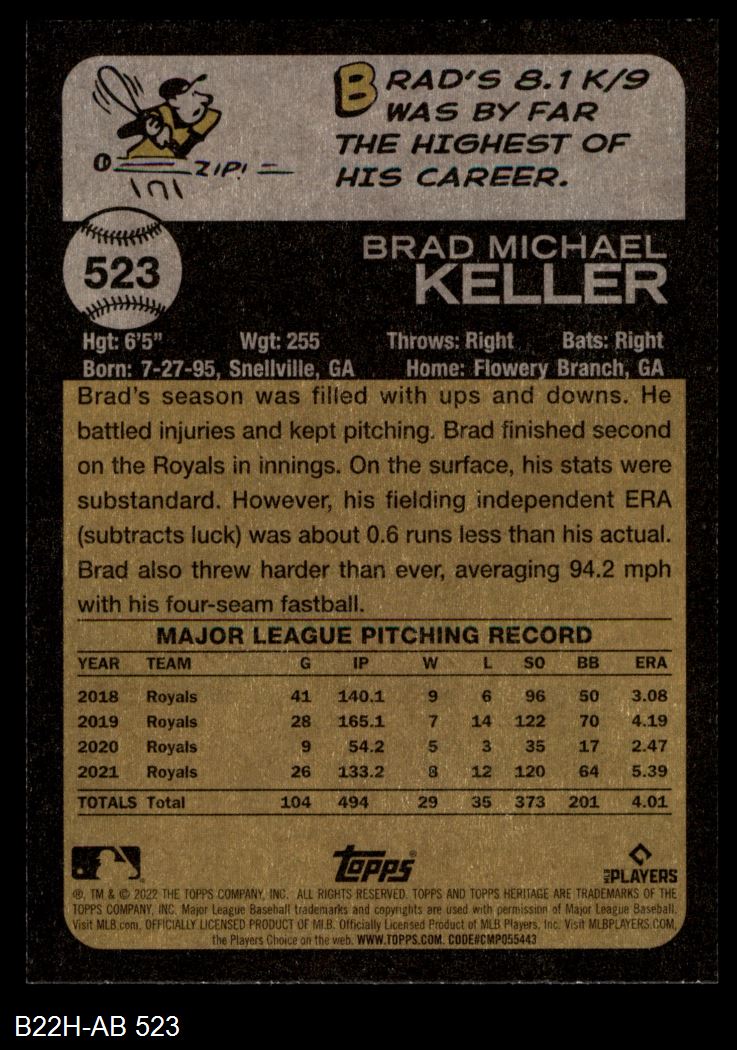 BRAD'S 8.1 K/9
WAS BY FAR
THE HIGHEST OF
HIS CAREER.
ZIP!
523
BRAD MICHAEL
KELLER
Hgt: 6'5" Wgt: 255 Throws: Right Bats: Right
Born: 7-27-95, Snellville, GA Home: Flowery Branch, GA
Brad's season was filled with ups and downs. He
battled injuries and kept pitching. Brad finished second
on the Royals in innings. On the surface, his stats were
substandard. However, his fielding independent ERA
(subtracts luck) was about 0.6 runs less than his actual.
Brad also threw harder than ever, averaging 94.2 mph
with his four-seam fastball.
MAJOR LEAGUE PITCHING RECORD
YEAR TEAM G IP W L SO BB ERA
2018 Royals 41 140.1 9 6 96 50 3.08
2019 Royals 28 165.1 7 14 122 70 4.19
2020 Royals 9 54.2 5 3 35 17 2.47
2021 Royals 26 133.2 8 12 120 64 5.39
TOTALS Total 104 494 29 35 373 201 4.01
TOPPS®
MLB PLAYERS
®, TM & © 2022 THE TOPPS COMPANY, INC. ALL RIGHTS RESERVED. TOPPS AND TOPPS HERITAGE ARE TRADEMARKS OF THE
TOPPS COMPANY, INC. Major League Baseball trademarks and copyrights are used with permission of Major League Baseball.
Visit MLB.com. OFFICIALLY LICENSED PRODUCT OF MLB. Officially Licensed Product of MLB Players, Inc. Visit MLBPLAYERS.COM,
the Players Choice on the web. WWW.TOPPS.COM. CODE#CMP055443
B22H-AB 523